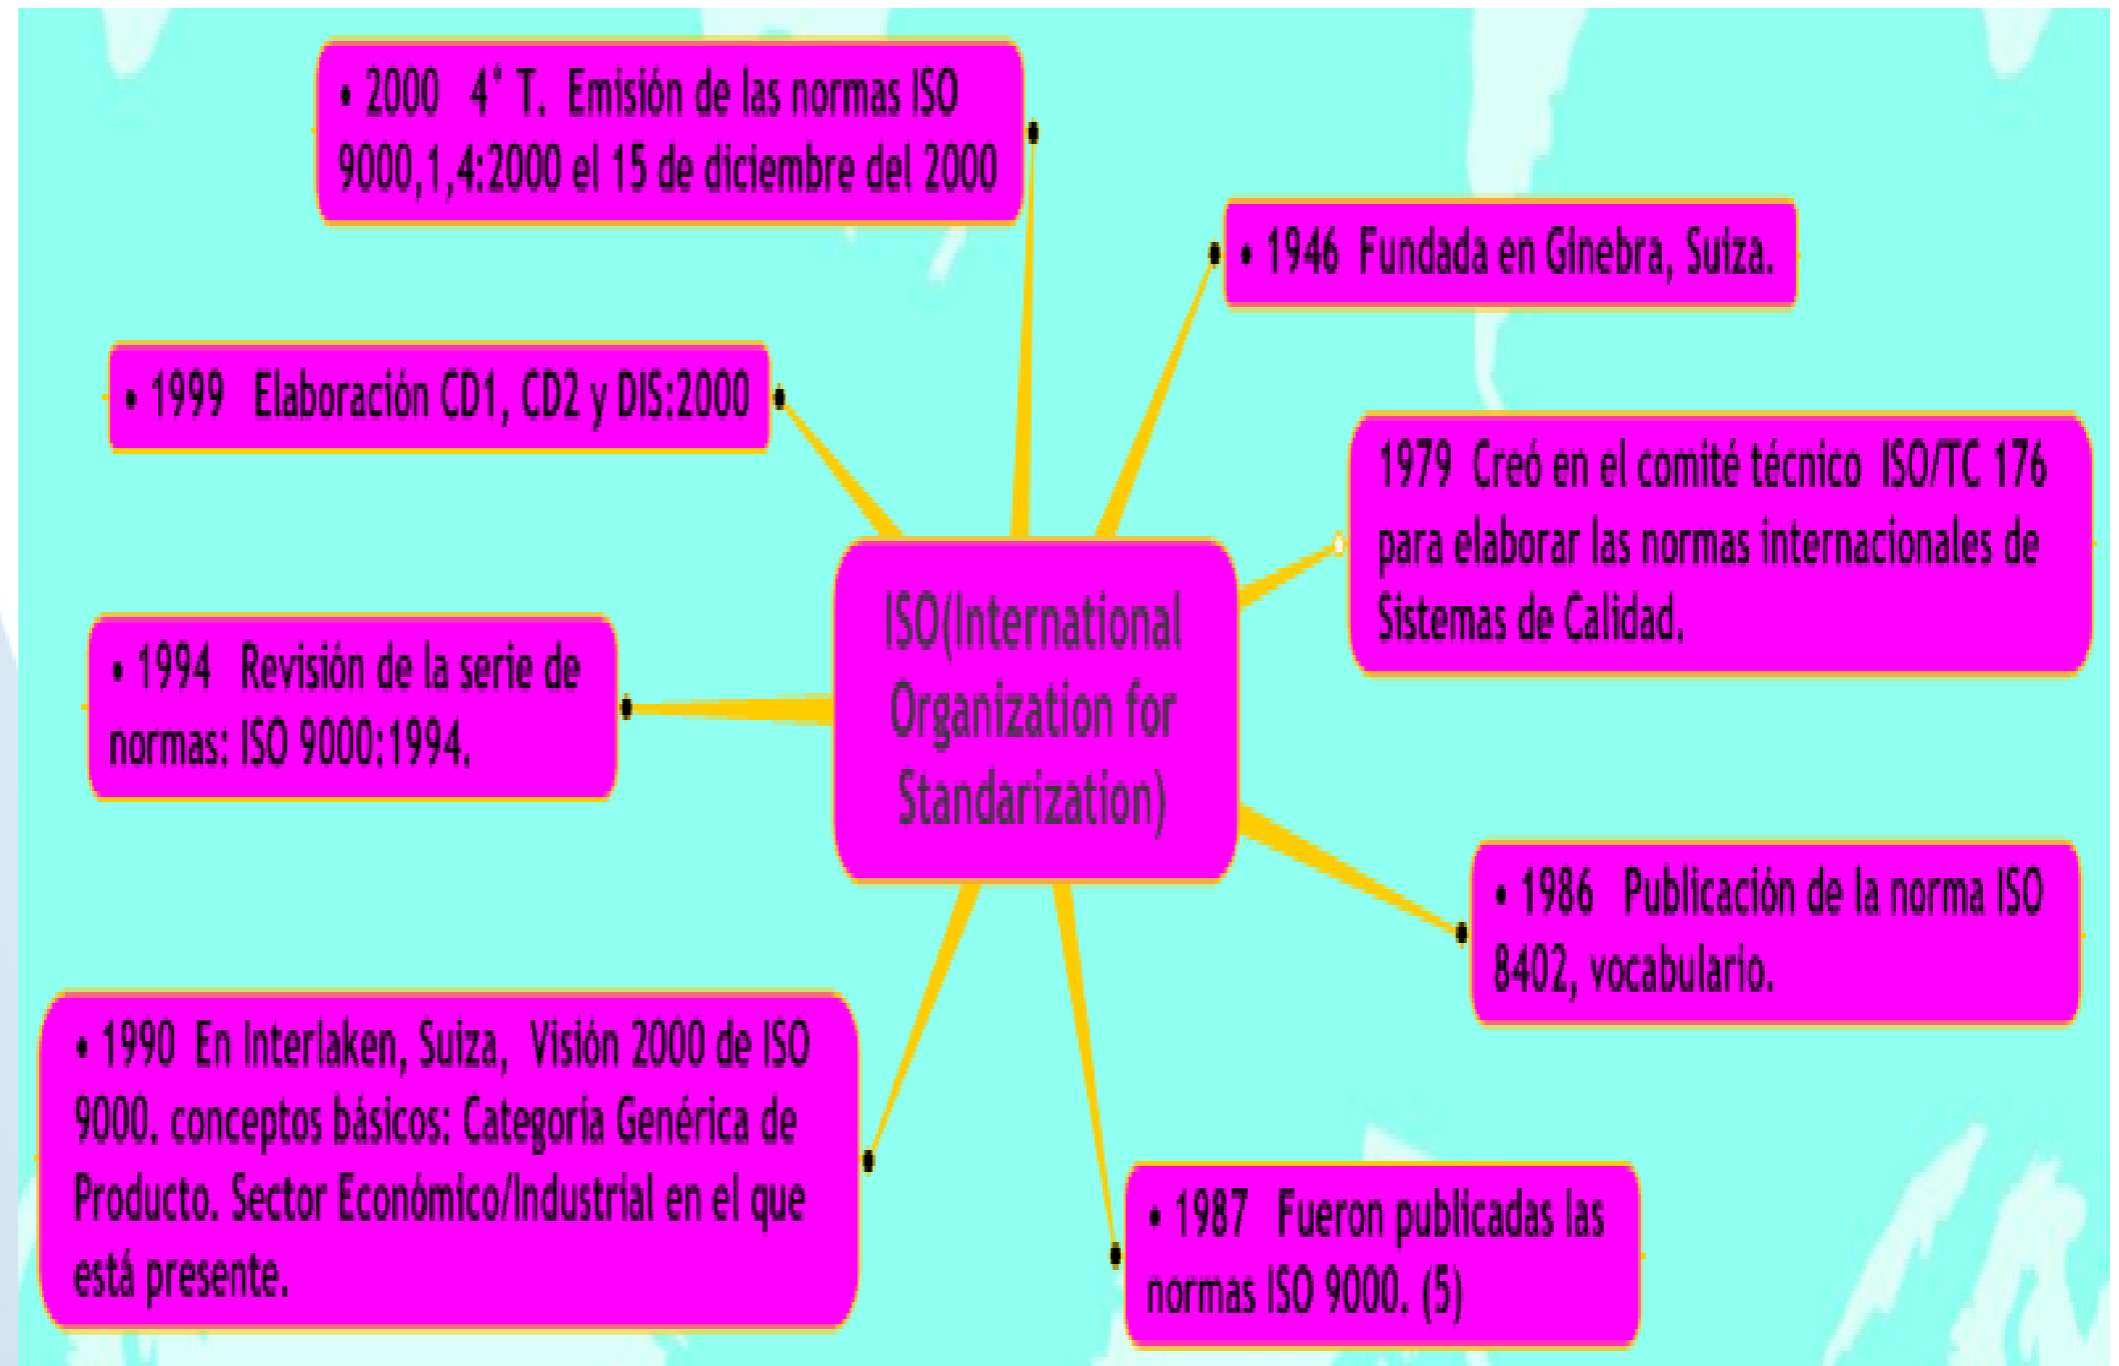 • 2000 4° T. Emisión de las normas ISO
9000,1,4:2000 el 15 de diciembre del 2000
• 1946 Fundada en Ginebra, Suiza.
• 1999 Elaboración CD1, CD2 y DIS:2000
1979 Creó en el comité técnico ISO/TC 176
para elaborar las normas internacionales de
Sistemas de Calidad.
ISO(International
Organization for
Standarization)
• 1994 Revisión de la serie de
normas: ISO 9000:1994.
• 1986 Publicación de la norma ISO
8402, vocabulario.
• 1990 En Interlaken, Suiza, Visión 2000 de ISO
9000. conceptos básicos: Categoría Genérica de
Producto. Sector Económico/Industrial en el que
está presente.
• 1987 Fueron publicadas las
normas ISO 9000. (5)